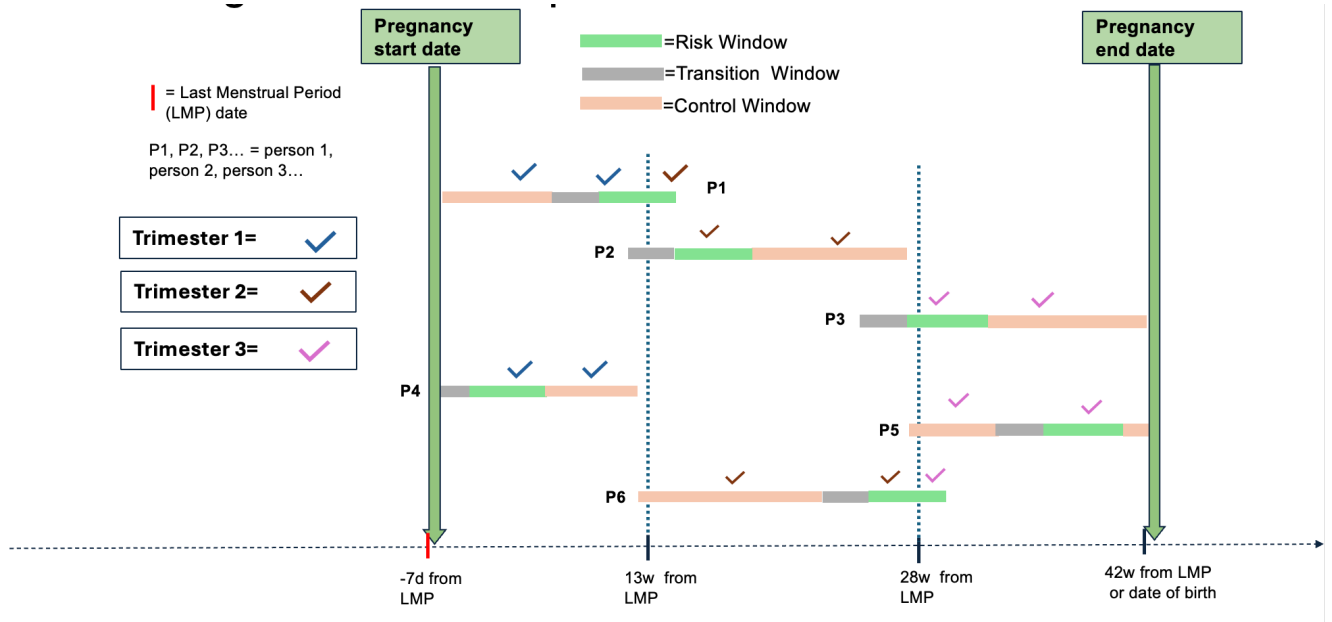 Pregnancy
start date
Pregnancy
end date
=Risk Window
=Transition Window
=Control Window
= Last Menstrual Period
(LMP) date
P1, P2, P3... = person 1,
person 2, person 3...
Trimester 1=
Trimester 2=
Trimester 3=
P1
P2
P3
P4
P5
P6
-7d from
LMP
13w from
LMP
28w from
LMP
42w from LMP
or date of birth